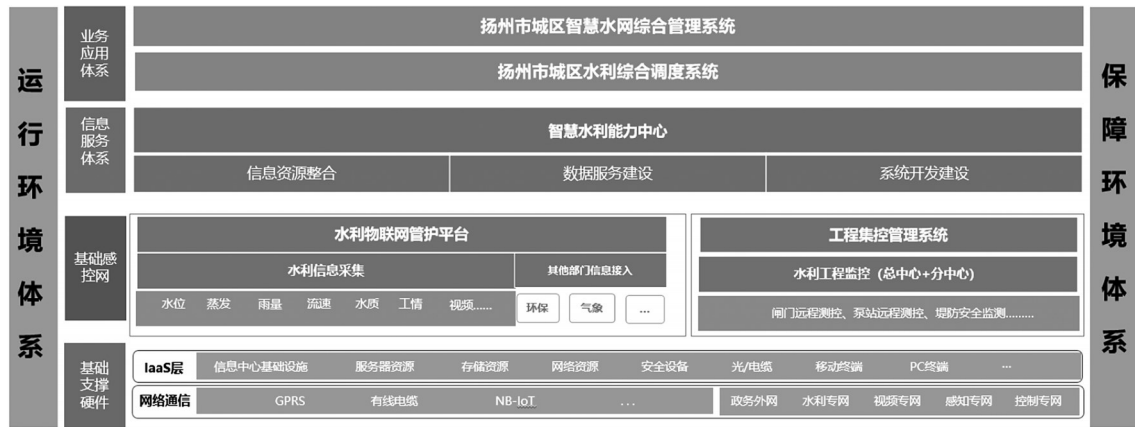 运行环境体系
业务应用体系
扬州市城区智慧水网综合管理系统
扬州市城区水利综合调度系统
信息服务体系
智慧水利能力中心
信息资源整合 数据服务建设 系统开发建设
基础感控网
水利物联网管护平台
水利信息采集 其他部门信息接入
水位 蒸发 雨量 流速 水质 工情 视频...... 环保 气象 ...
工程集控管理系统
水利工程监控（总中心+分中心）
闸门远程测控、泵站远程测控、堤防安全监测.........
基础支撑硬件
IaaS层 信息中心基础设施 服务器资源 存储资源 网络资源 安全设备 光/电缆 移动终端 PC终端 ...
网络通信 GPRS 有线电缆 NB-IoT ... 政务外网 水利专网 视频专网 感知专网 控制专网
保障环境体系